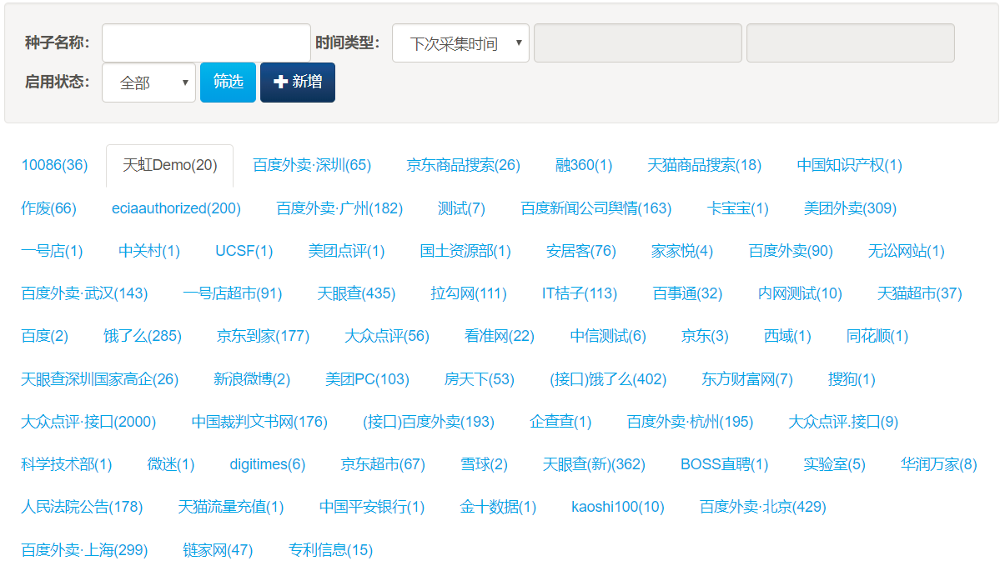 种子名称: 时间类型: 下次采集时间
启用状态: 全部 筛选 新增
10086(36) 天虹Demo(20) 百度外卖·深圳(65) 京东商品搜索(26) 融360(1) 天猫商品搜索(18) 中国知识产权(1)
作废(66) eciaauthorized(200) 百度外卖·广州(182) 测试(7) 百度新闻公司舆情(163) 卡宝宝(1) 美团外卖(309)
一号店(1) 中关村(1) UCSF(1) 美团点评(1) 国土资源部(1) 安居客(76) 家家悦(4) 百度外卖(90) 无讼网站(1)
百度外卖·武汉(143) 一号店超市(91) 天眼查(435) 拉勾网(111) IT桔子(113) 百事通(32) 内网测试(10) 天猫超市(37)
百度(2) 饿了么(285) 京东到家(177) 大众点评(56) 看准网(22) 中信测试(6) 京东(3) 西域(1) 同花顺(1)
天眼查深圳国家高企(26) 新浪微博(2) 美团PC(103) 房天下(53) (接口)饿了么(402) 东方财富网(7) 搜狗(1)
大众点评·接口(2000) 中国裁判文书网(176) (接口)百度外卖(193) 企查查(1) 百度外卖·杭州(195) 大众点评.接口(9)
科学技术部(1) 微迷(1) digitimes(6) 京东超市(67) 雪球(2) 天眼查(新)(362) BOSS直聘(1) 实验室(5) 华润万家(8)
人民法院公告(178) 天猫流量充值(1) 中国平安银行(1) 金十数据(1) kaoshi100(10) 百度外卖·北京(429)
百度外卖·上海(299) 链家网(47) 专利信息(15)